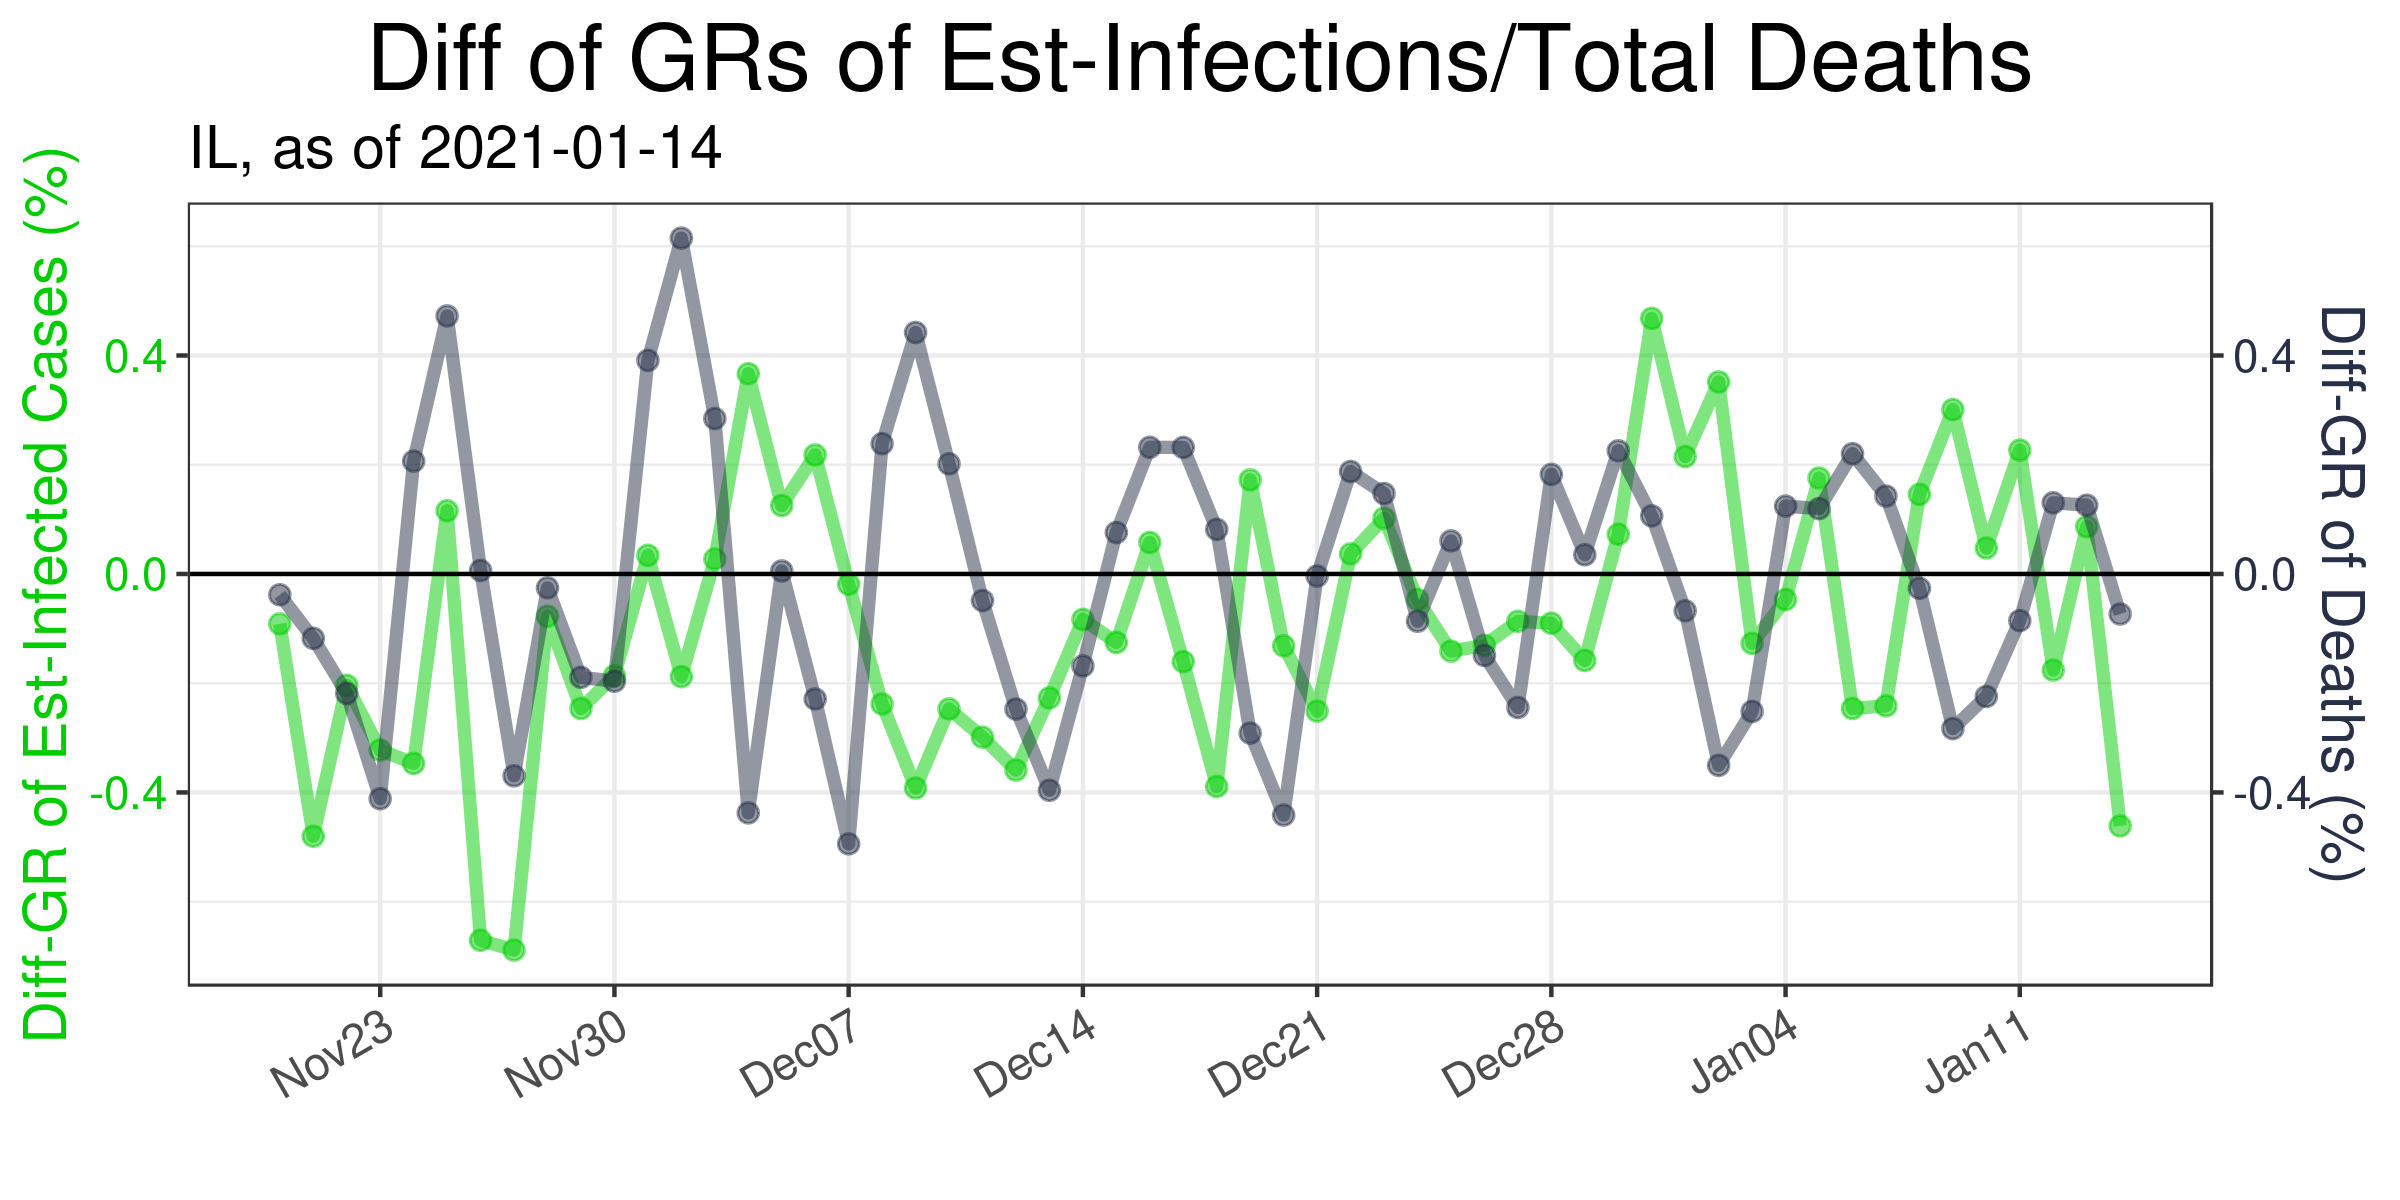 Diff of GRs of Est-Infections/Total Deaths
IL, as of 2021-01-14
Diff-GR of Est-Infected Cases (%)
0.4
0.0
-0.4
0.4
0.0
-0.4
Diff-GR of Deaths (%)
Nov23
Nov30
Dec07
Dec14
Dec21
Dec28
Jan04
Jan11